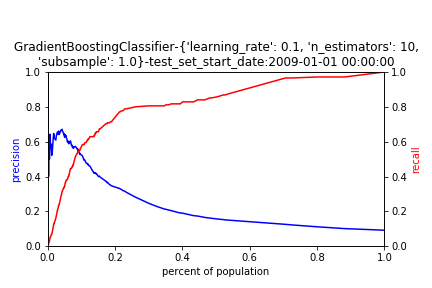 GradientBoostingClassifier-{'learning_rate': 0.1, 'n_estimators': 10,
'subsample': 1.0}-test_set_start_date:2009-01-01 00:00:00
1.0
0.8
0.6
0.4
0.2
0.0
precision
1.0
0.8
0.6
0.4
0.2
0.0
recall
0.0 0.2 0.4 0.6 0.8 1.0
percent of population